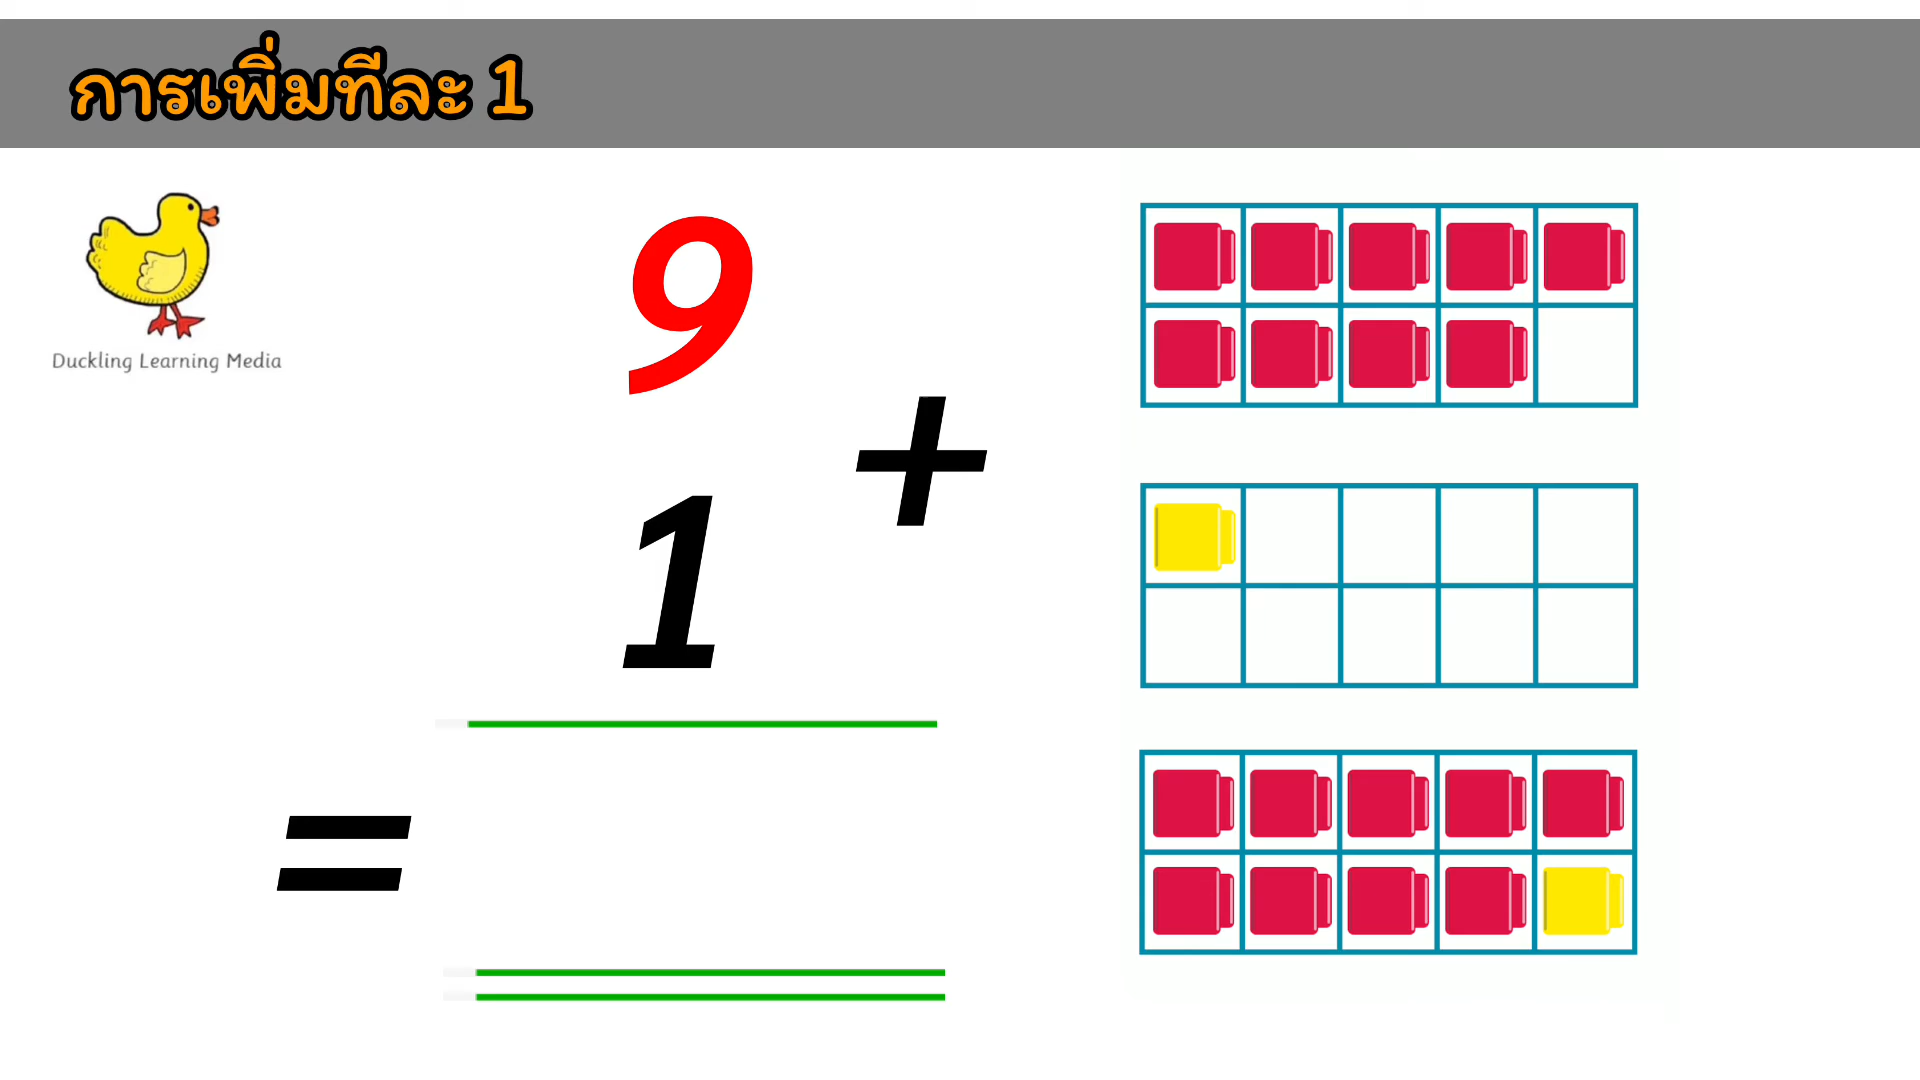 การเพิ่มทีละ 1
Duckling Learning Media
9
+
1
=